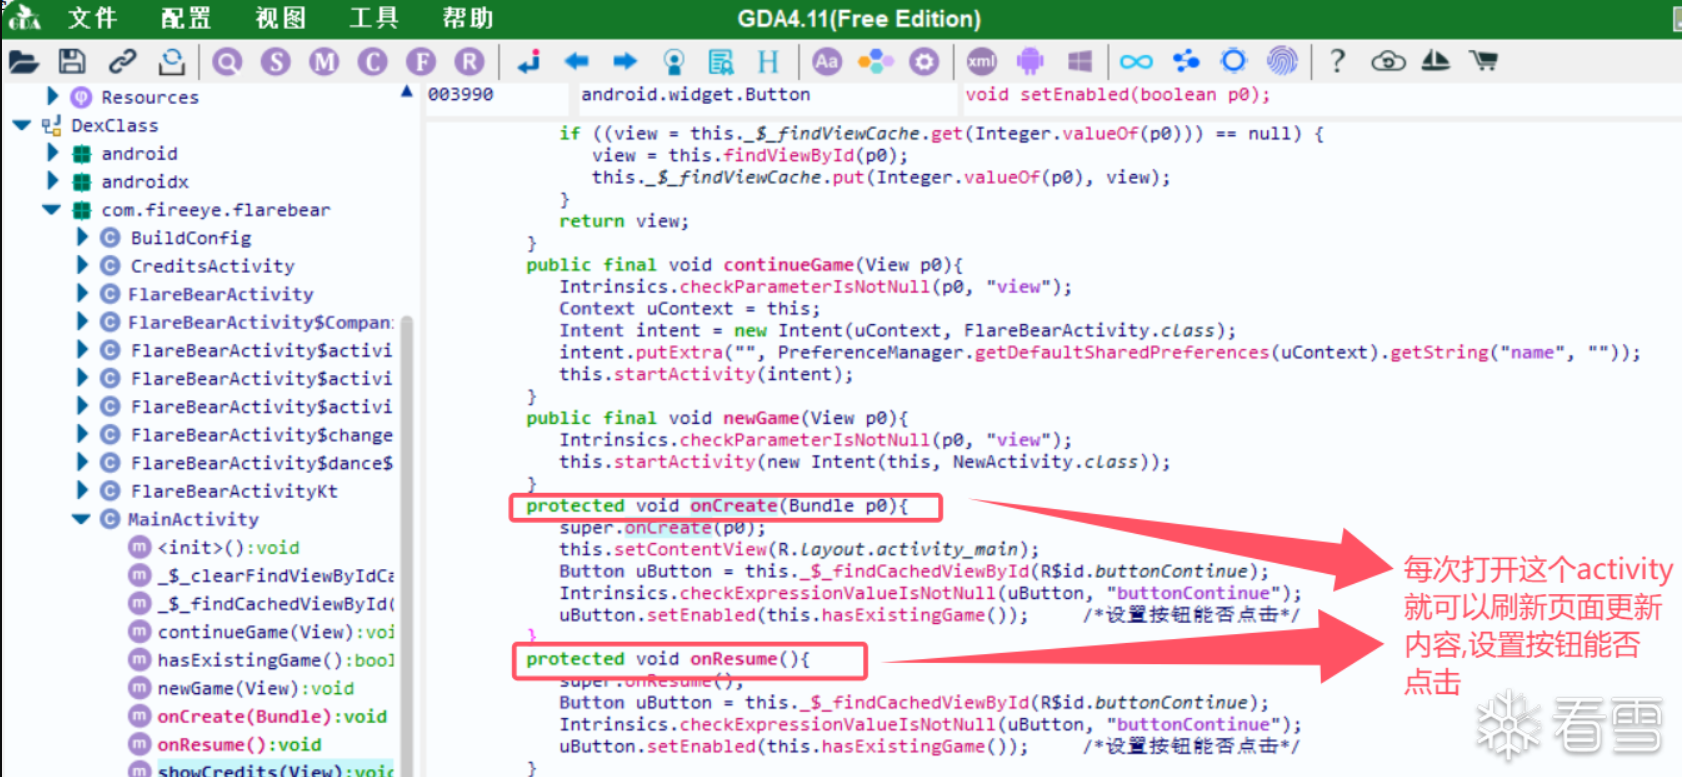 GDA 文件 配置 视图 工具 帮助 GDA4.11(Free Edition)
Q S M C F R H Aa xml ?
Resources
DexClass
android
androidx
com.fireeye.flarebear
BuildConfig
CreditsActivity
FlareBearActivity
FlareBearActivity$Compan
FlareBearActivity$activi
FlareBearActivity$activi
FlareBearActivity$activi
FlareBearActivity$change
FlareBearActivity$dance$
FlareBearActivityKt
MainActivity
<init>():void
_$_clearFindViewByIdCa
_$_findCachedViewById(
continueGame(View):voi
hasExistingGame():bool
newGame(View):void
onCreate(Bundle):void
onResume():void
showCredits(View):void
003990 android.widget.Button void setEnabled(boolean p0);
if ((view = this._$_findViewCache.get(Integer.valueOf(p0))) == null) {
view = this.findViewById(p0);
this._$_findViewCache.put(Integer.valueOf(p0), view);
}
return view;
}
public final void continueGame(View p0){
Intrinsics.checkParameterIsNotNull(p0, "view");
Context uContext = this;
Intent intent = new Intent(uContext, FlareBearActivity.class);
intent.putExtra("", PreferenceManager.getDefaultSharedPreferences(uContext).getString("name", ""));
this.startActivity(intent);
}
public final void newGame(View p0){
Intrinsics.checkParameterIsNotNull(p0, "view");
this.startActivity(new Intent(this, NewActivity.class));
}
protected void onCreate(Bundle p0){
super.onCreate(p0);
this.setContentView(R.layout.activity_main);
Button uButton = this._$_findCachedViewById(R$id.buttonContinue);
Intrinsics.checkExpressionValueIsNotNull(uButton, "buttonContinue");
uButton.setEnabled(this.hasExistingGame()); /*设置按钮能否点击*/
}
protected void onResume(){
super.onResume();
Button uButton = this._$_findCachedViewById(R$id.buttonContinue);
Intrinsics.checkExpressionValueIsNotNull(uButton, "buttonContinue");
uButton.setEnabled(this.hasExistingGame()); /*设置按钮能否点击*/
}
每次打开这个activity
就可以刷新页面更新
内容,设置按钮能否
点击
看雪